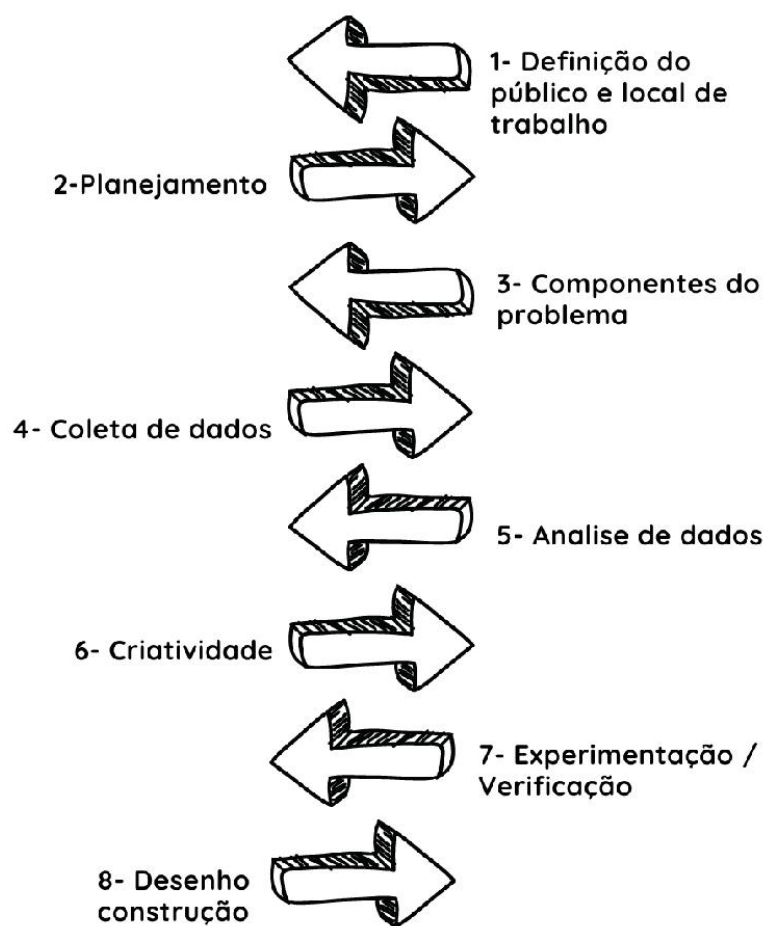 1- Definição do
público e local de
trabalho
2-Planejamento
3- Componentes do
problema
4- Coleta de dados
5- Analise de dados
6- Criatividade
7- Experimentação /
Verificação
8- Desenho
construção